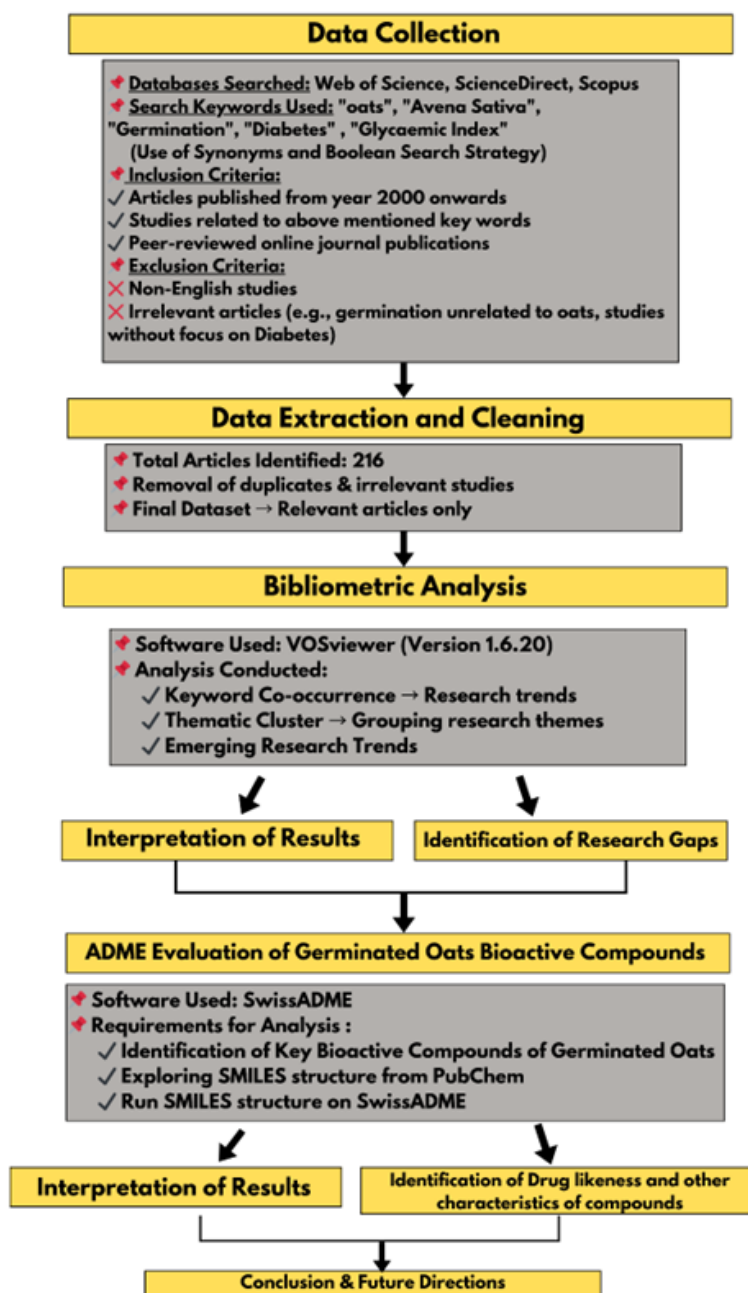 Data Collection
Databases Searched: Web of Science, ScienceDirect, Scopus
Search Keywords Used: "oats", "Avena Sativa",
"Germination", "Diabetes" , "Glycaemic Index"
(Use of Synonyms and Boolean Search Strategy)
Inclusion Criteria:
✓ Articles published from year 2000 onwards
✓ Studies related to above mentioned key words
✓ Peer-reviewed online journal publications
Exclusion Criteria:
❌ Non-English studies
❌ Irrelevant articles (e.g., germination unrelated to oats, studies
without focus on Diabetes)
Data Extraction and Cleaning
Total Articles Identified: 216
Removal of duplicates & irrelevant studies
Final Dataset → Relevant articles only
Bibliometric Analysis
Software Used: VOSviewer (Version 1.6.20)
Analysis Conducted:
✓ Keyword Co-occurrence → Research trends
✓ Thematic Cluster → Grouping research themes
✓ Emerging Research Trends
Interpretation of Results
Identification of Research Gaps
ADME Evaluation of Germinated Oats Bioactive Compounds
Software Used: SwissADME
Requirements for Analysis :
✓ Identification of Key Bioactive Compounds of Germinated Oats
✓ Exploring SMILES structure from PubChem
✓ Run SMILES structure on SwissADME
Interpretation of Results
Identification of Drug likeness and other
characteristics of compounds
Conclusion & Future Directions